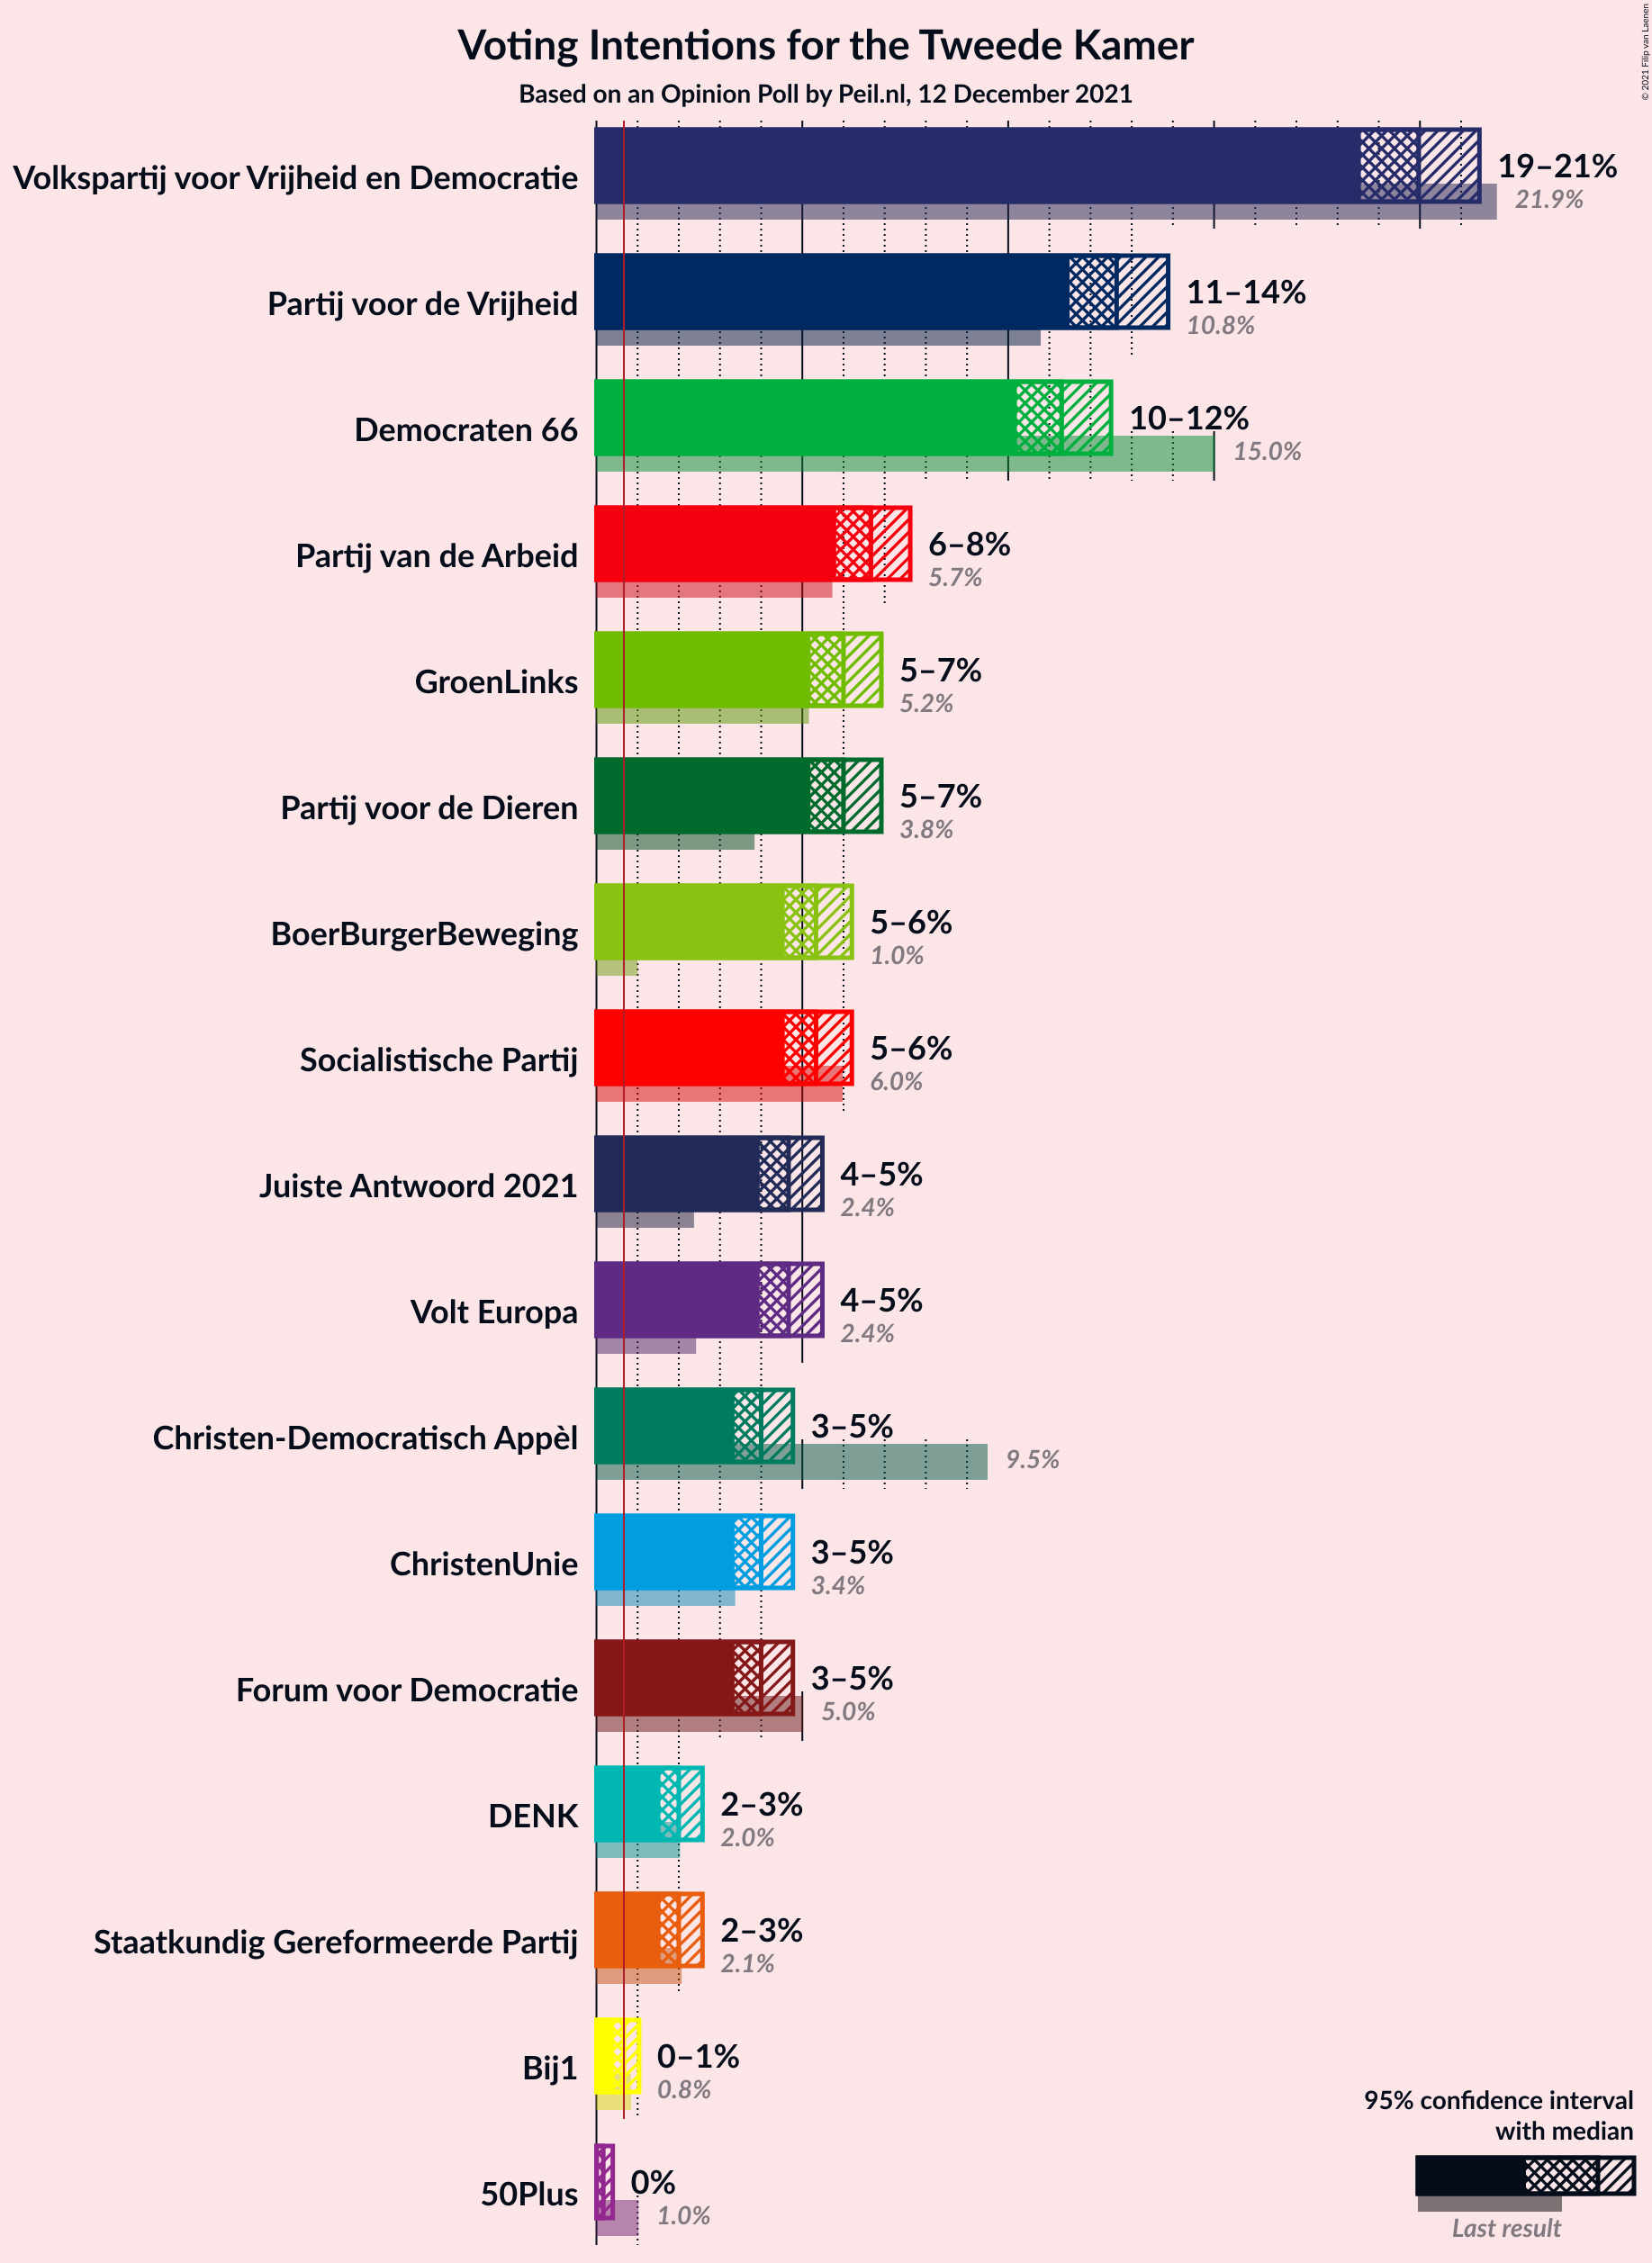 © 2021 Filip van Laenen
Voting Intentions for the Tweede Kamer
Based on an Opinion Poll by Peil.nl, 12 December 2021
Volkspartij voor Vrijheid en Democratie
19–21%
21.9%
Partij voor de Vrijheid
11–14%
10.8%
Democraten 66
10–12%
15.0%
Partij van de Arbeid
6–8%
5.7%
GroenLinks
5–7%
5.2%
Partij voor de Dieren
5–7%
3.8%
BoerBurgerBeweging
5–6%
1.0%
Socialistische Partij
5–6%
6.0%
Juiste Antwoord 2021
4–5%
2.4%
Volt Europa
4–5%
2.4%
Christen-Democratisch Appèl
3–5%
9.5%
ChristenUnie
3–5%
3.4%
Forum voor Democratie
3–5%
5.0%
DENK
2–3%
2.0%
Staatkundig Gereformeerde Partij
2–3%
2.1%
Bij1
0–1%
0.8%
50Plus
0%
1.0%
95% confidence interval
with median
Last result